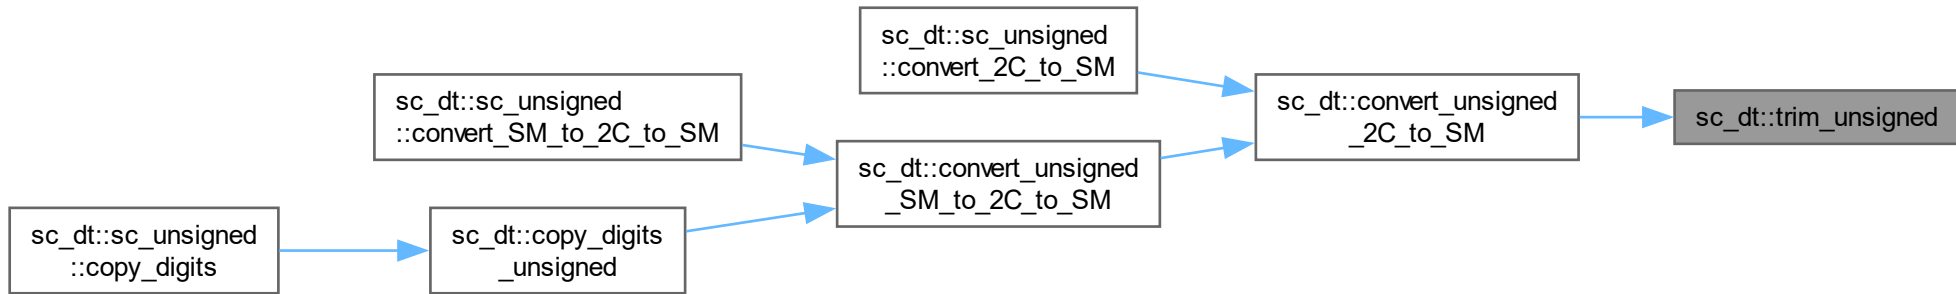 sc_dt::sc_unsigned
::convert_2C_to_SM
sc_dt::sc_unsigned
::convert_SM_to_2C_to_SM
sc_dt::convert_unsigned
_2C_to_SM
sc_dt::trim_unsigned
sc_dt::convert_unsigned
_SM_to_2C_to_SM
sc_dt::sc_unsigned
::copy_digits
sc_dt::copy_digits
_unsigned